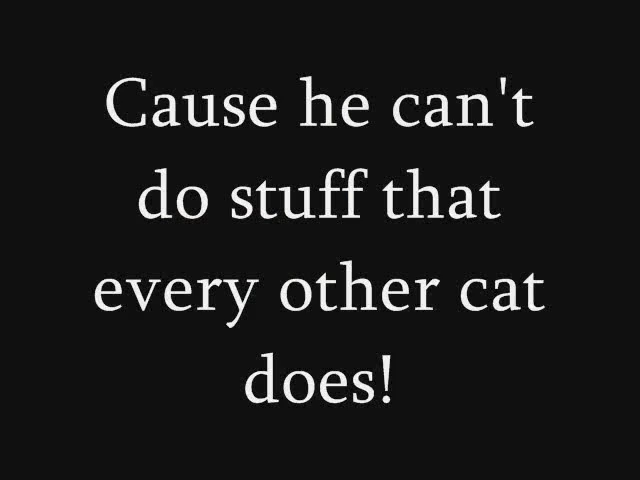 Cause he can't
do stuff that
every other cat
does!